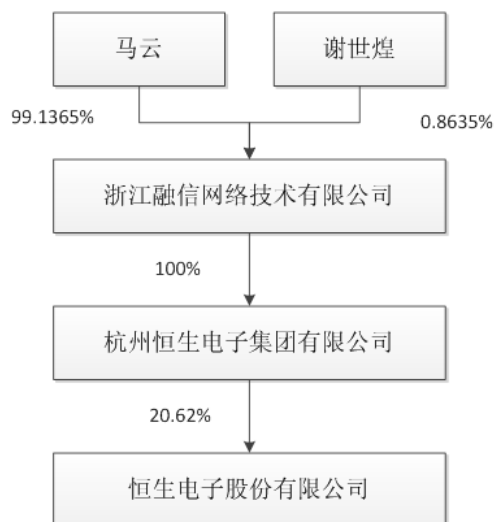 马云
谢世煌
99.1365%
0.8635%
浙江融信网络技术有限公司
100%
杭州恒生电子集团有限公司
20.62%
恒生电子股份有限公司